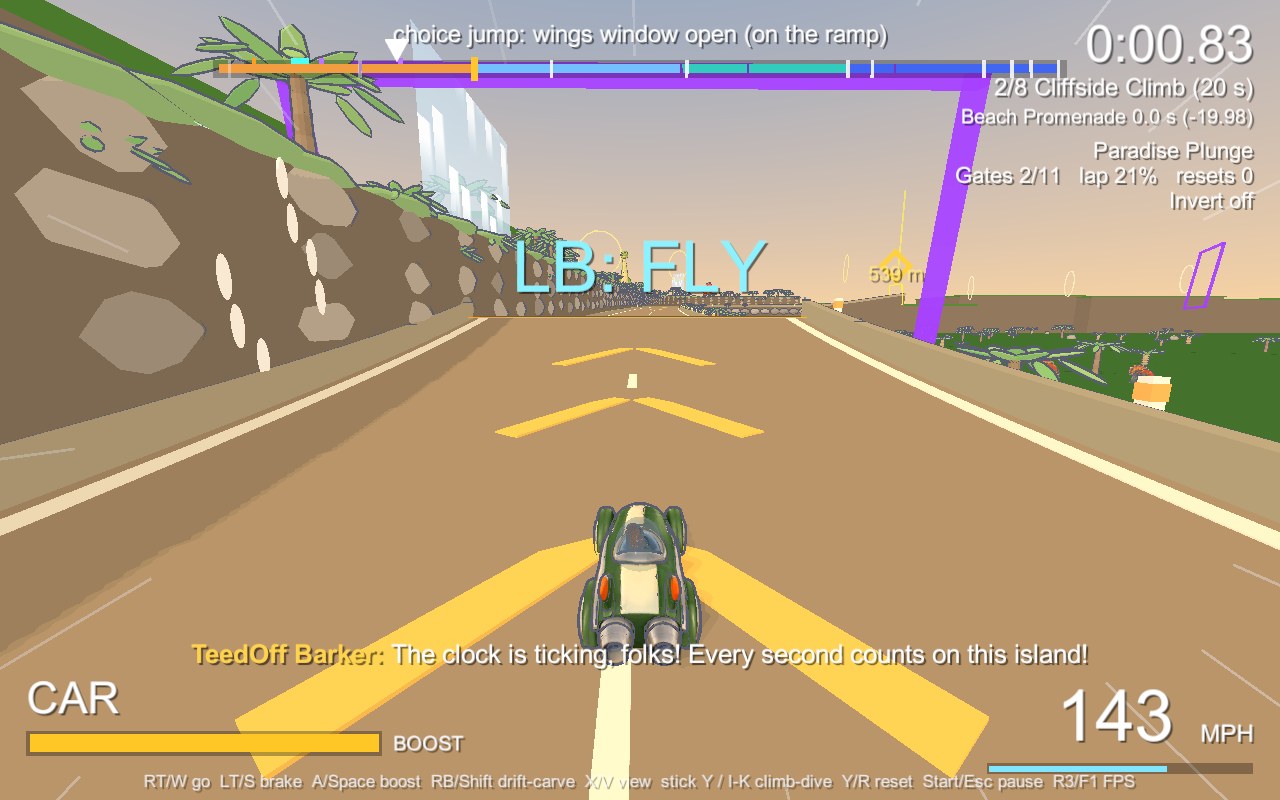 choice jump: wings window open (on the ramp)
0:00.83
2/8 Cliffside Climb (20 s)
Beach Promenade 0.0 s (-19.98)
Paradise Plunge
Gates 2/11 lap 21% resets 0
Invert off
LB: FLY
539 m
TeedOff Barker: The clock is ticking, folks! Every second counts on this island!
CAR
BOOST
143 MPH
RT/W go LT/S brake A/Space boost RB/Shift drift-carve X/V view stick Y / I-K climb-dive Y/R reset Start/Esc pause R3/F1 FPS